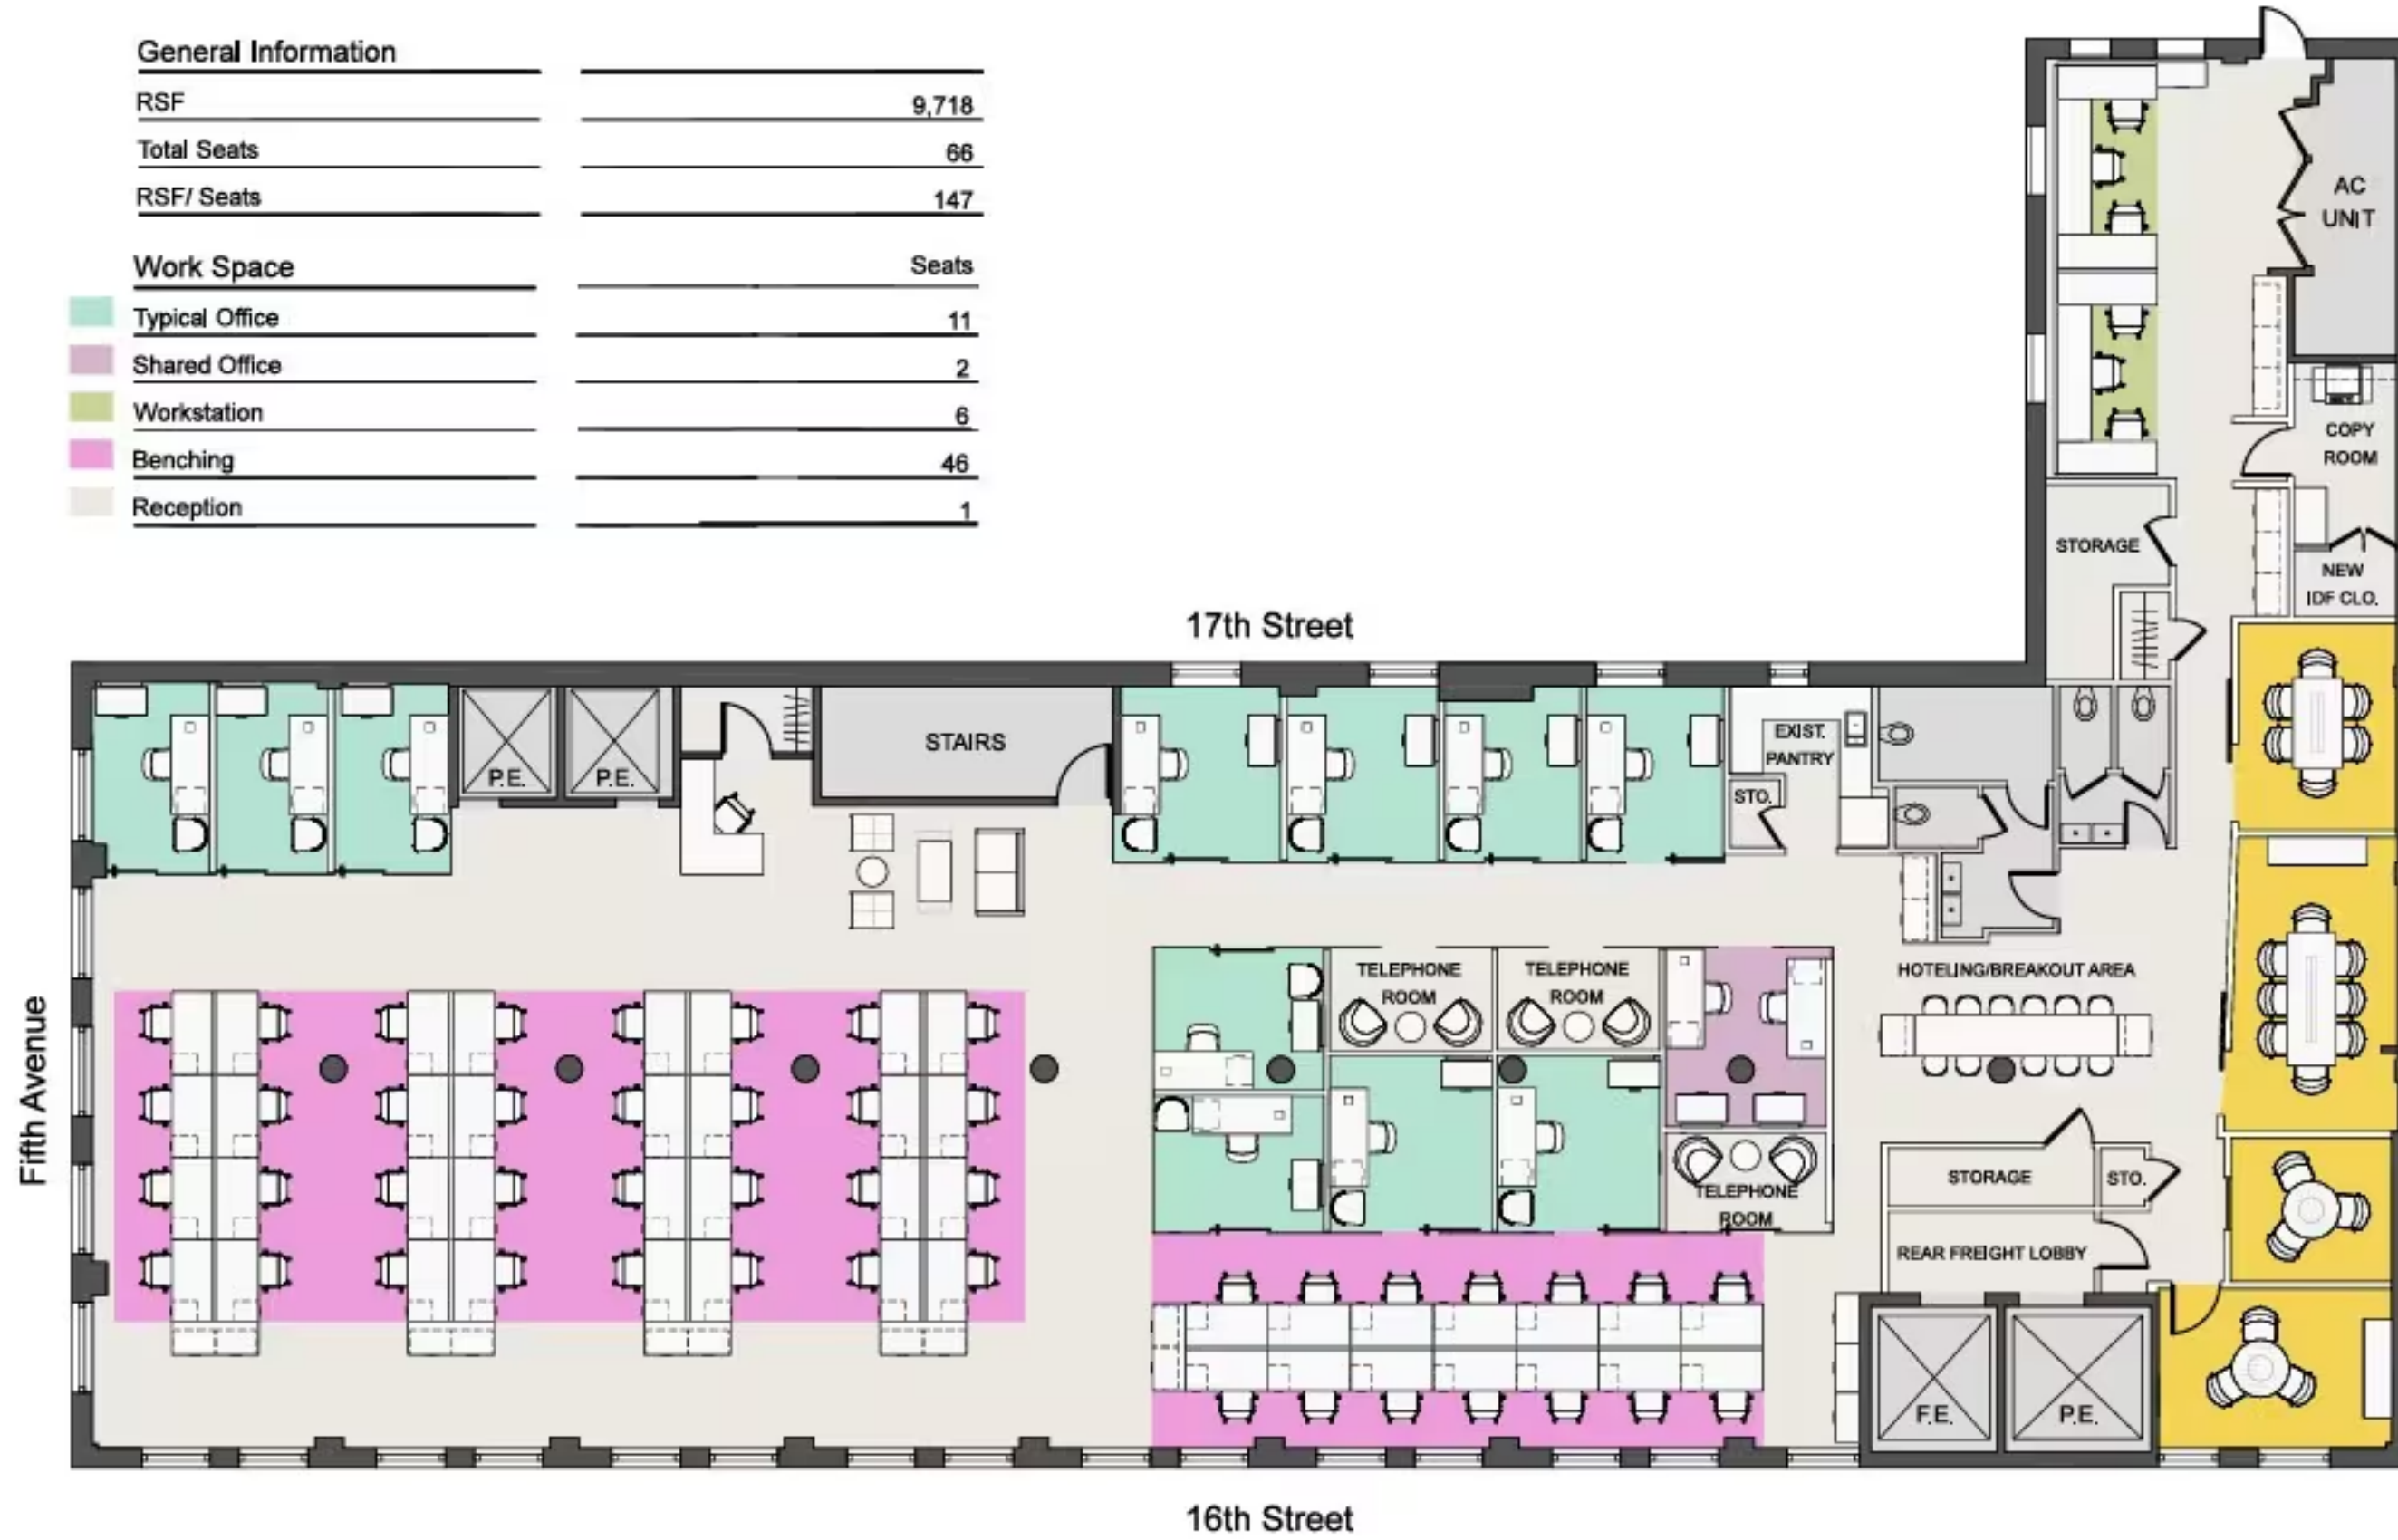 General Information
RSF 9,718
Total Seats 66
RSF/ Seats 147
Work Space Seats
Typical Office 11
Shared Office 2
Workstation 6
Benching 46
Reception 1
AC
UNIT
COPY
ROOM
STORAGE
NEW
IDF CLO.
17th Street
P.E.
P.E.
STAIRS
EXIST.
PANTRY
STO.
Fifth Avenue
TELEPHONE
ROOM
TELEPHONE
ROOM
HOTELING/BREAKOUT AREA
TELEPHONE
ROOM
STORAGE
STO.
REAR FREIGHT LOBBY
F.E.
P.E.
16th Street